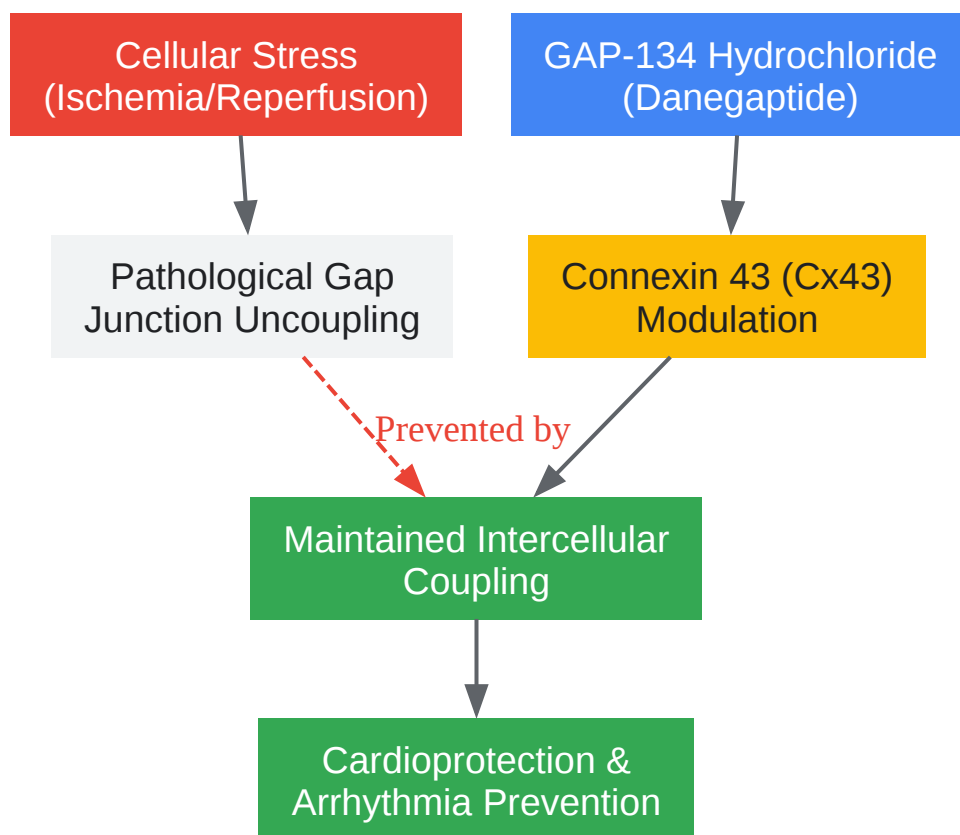 Cellular Stress
(Ischemia/Reperfusion)
GAP-134 Hydrochloride
(Danegaptide)
Pathological Gap
Junction Uncoupling
Connexin 43 (Cx43)
Modulation
Prevented by
Maintained Intercellular
Coupling
Cardioprotection &
Arrhythmia Prevention